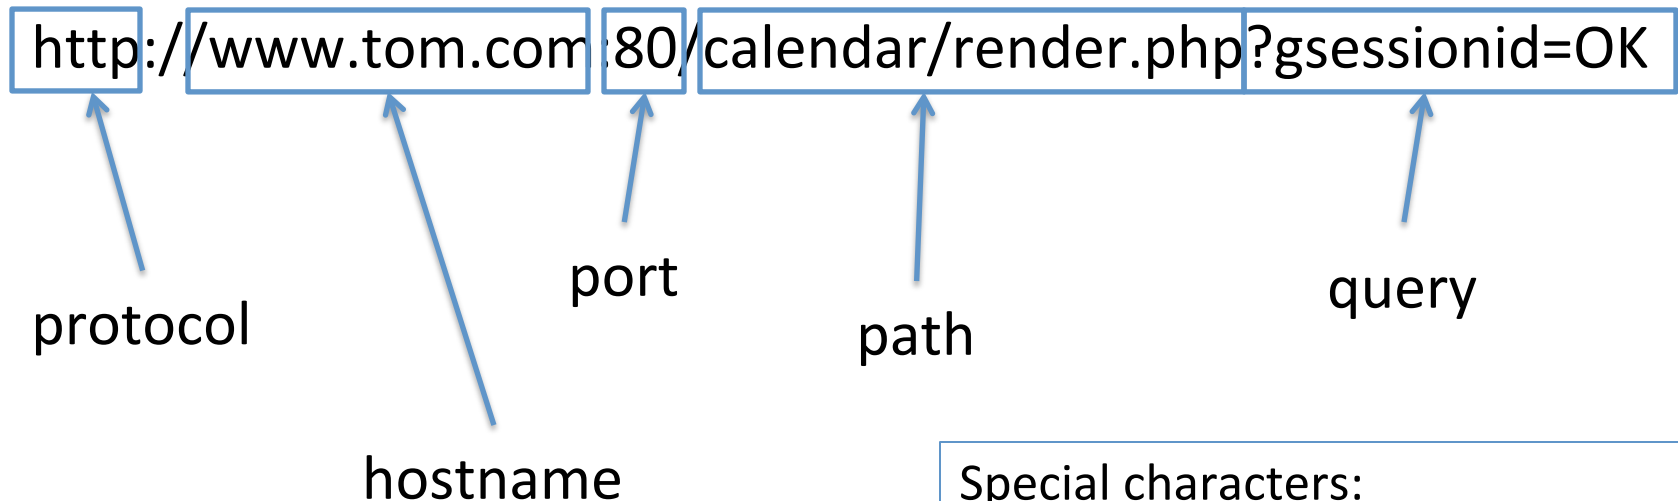 http://www.tom.com:80/calendar/render.php?gsessionid=OK
port
query
protocol
path
hostname
Special characters: